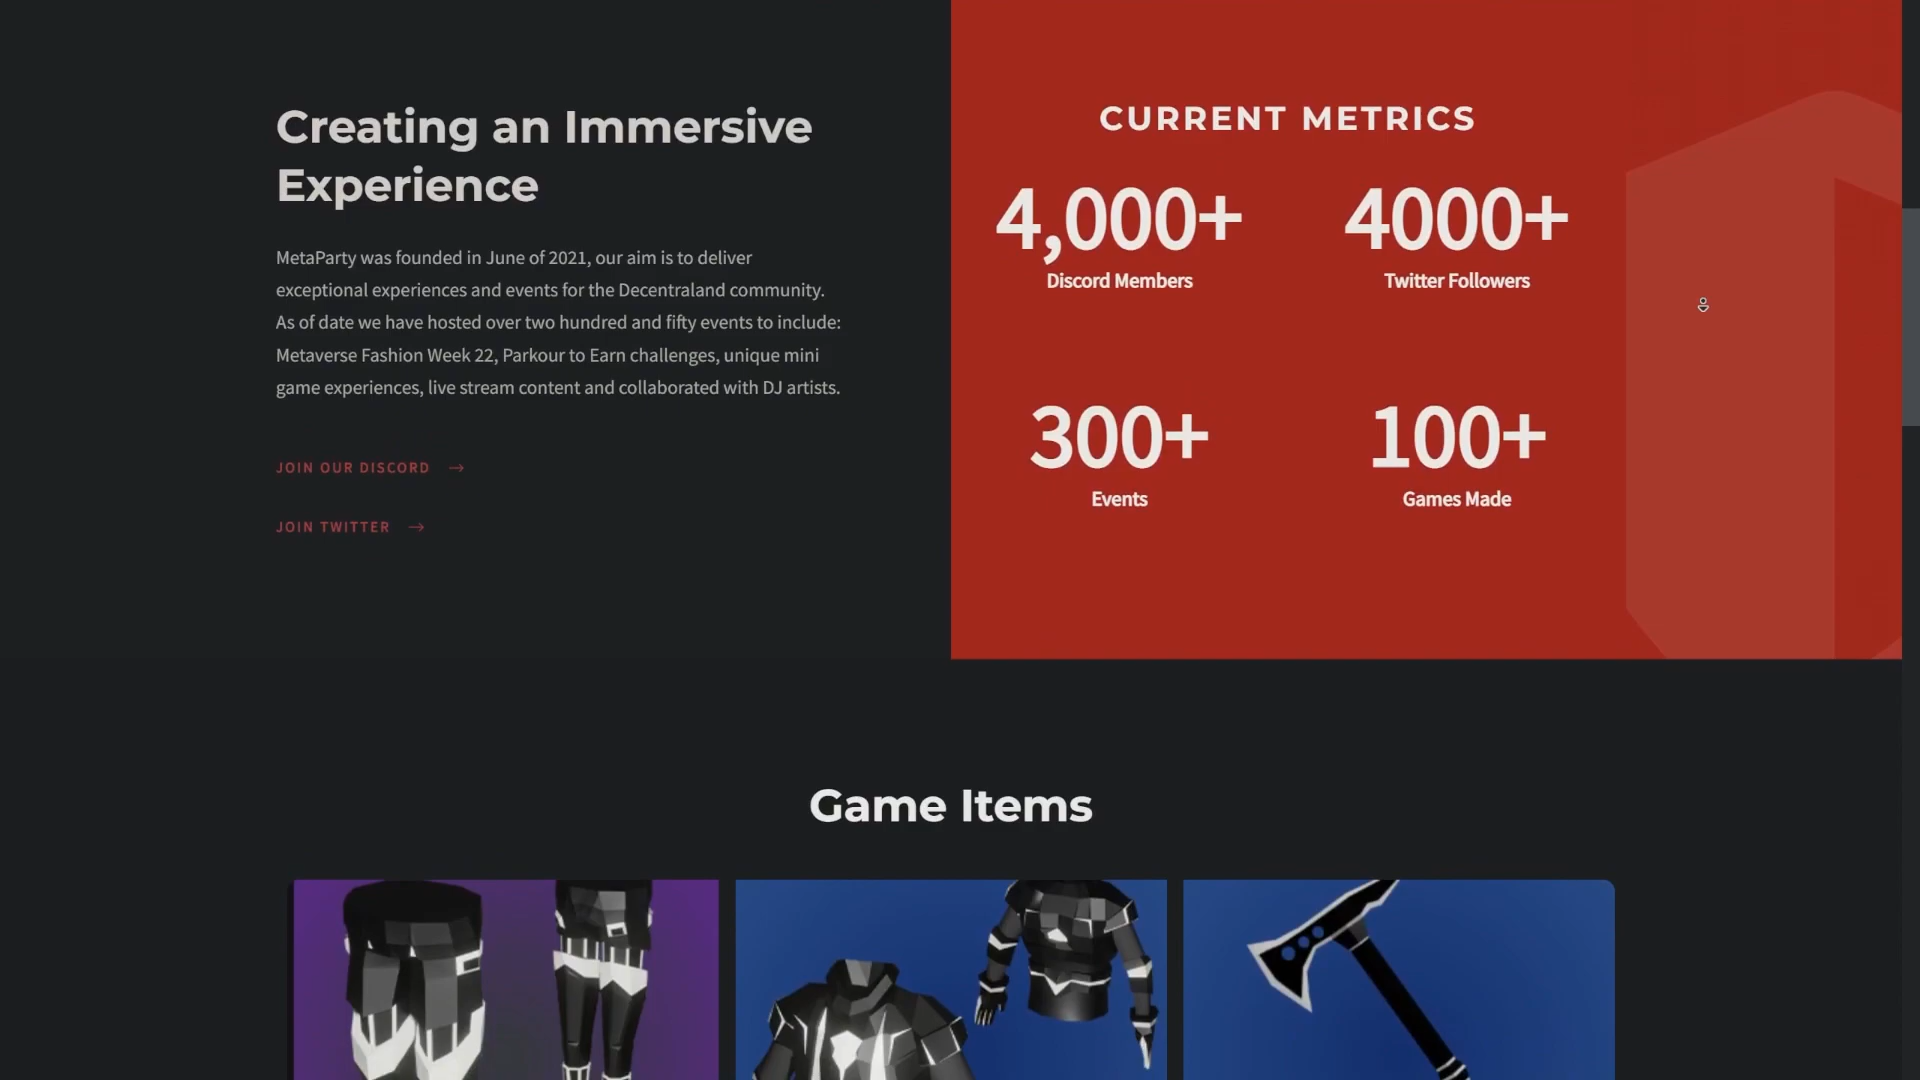 Creating an Immersive
Experience
MetaParty was founded in June of 2021, our aim is to deliver
exceptional experiences and events for the Decentraland community.
As of date we have hosted over two hundred and fifty events to include:
Metaverse Fashion Week 22, Parkour to Earn challenges, unique mini
game experiences, live stream content and collaborated with DJ artists.
JOIN OUR DISCORD →
JOIN TWITTER →
CURRENT METRICS
4,000+
Discord Members
4000+
Twitter Followers
300+
Events
100+
Games Made
Game Items